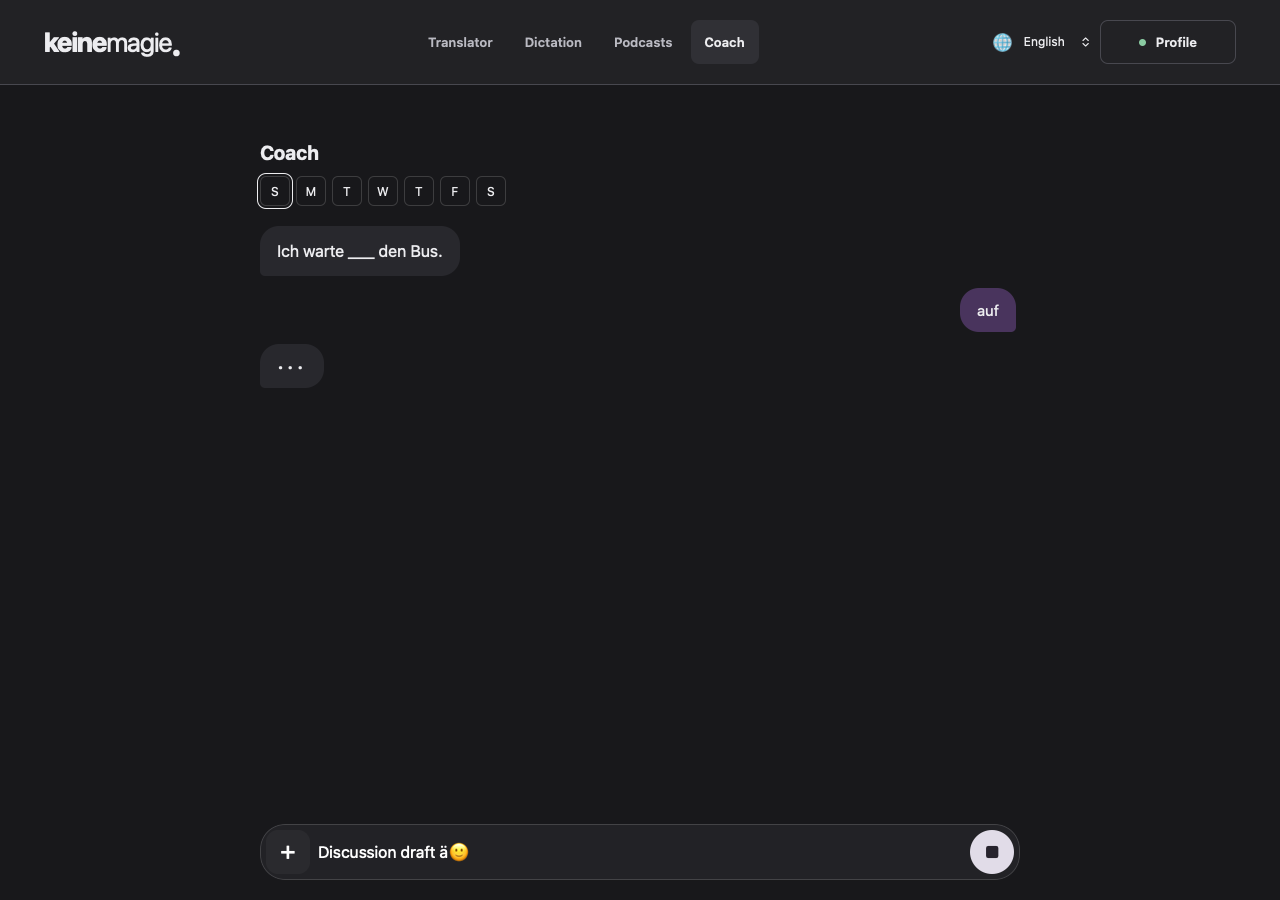 keinemagie.
Translator Dictation Podcasts Coach
English Profile
Coach
S M T W T F S
Ich warte ___ den Bus.
auf
...
+ Discussion draft ä🙂